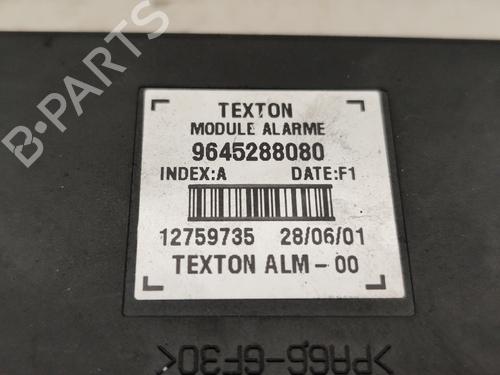 TEXTON
MODULE ALARME
9645288080
INDEX:A DATE:F1
12759735 28/06/01
TEXTON ALM-00
>PA66-GF30<
B-PARTS